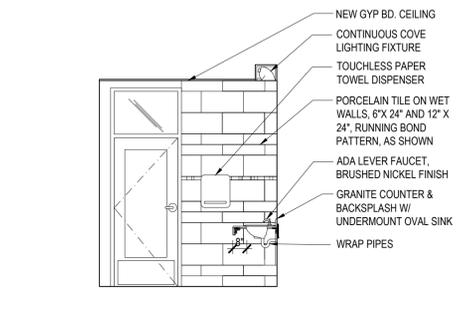 NEW GYP BD. CEILING
CONTINUOUS COVE
LIGHTING FIXTURE
TOUCHLESS PAPER
TOWEL DISPENSER
PORCELAIN TILE ON WET
WALLS, 6"X 24" AND 12" X
24", RUNNING BOND
PATTERN, AS SHOWN
ADA LEVER FAUCET,
BRUSHED NICKEL FINISH
GRANITE COUNTER &
BACKSPLASH W/
UNDERMOUNT OVAL SINK
WRAP PIPES
8"